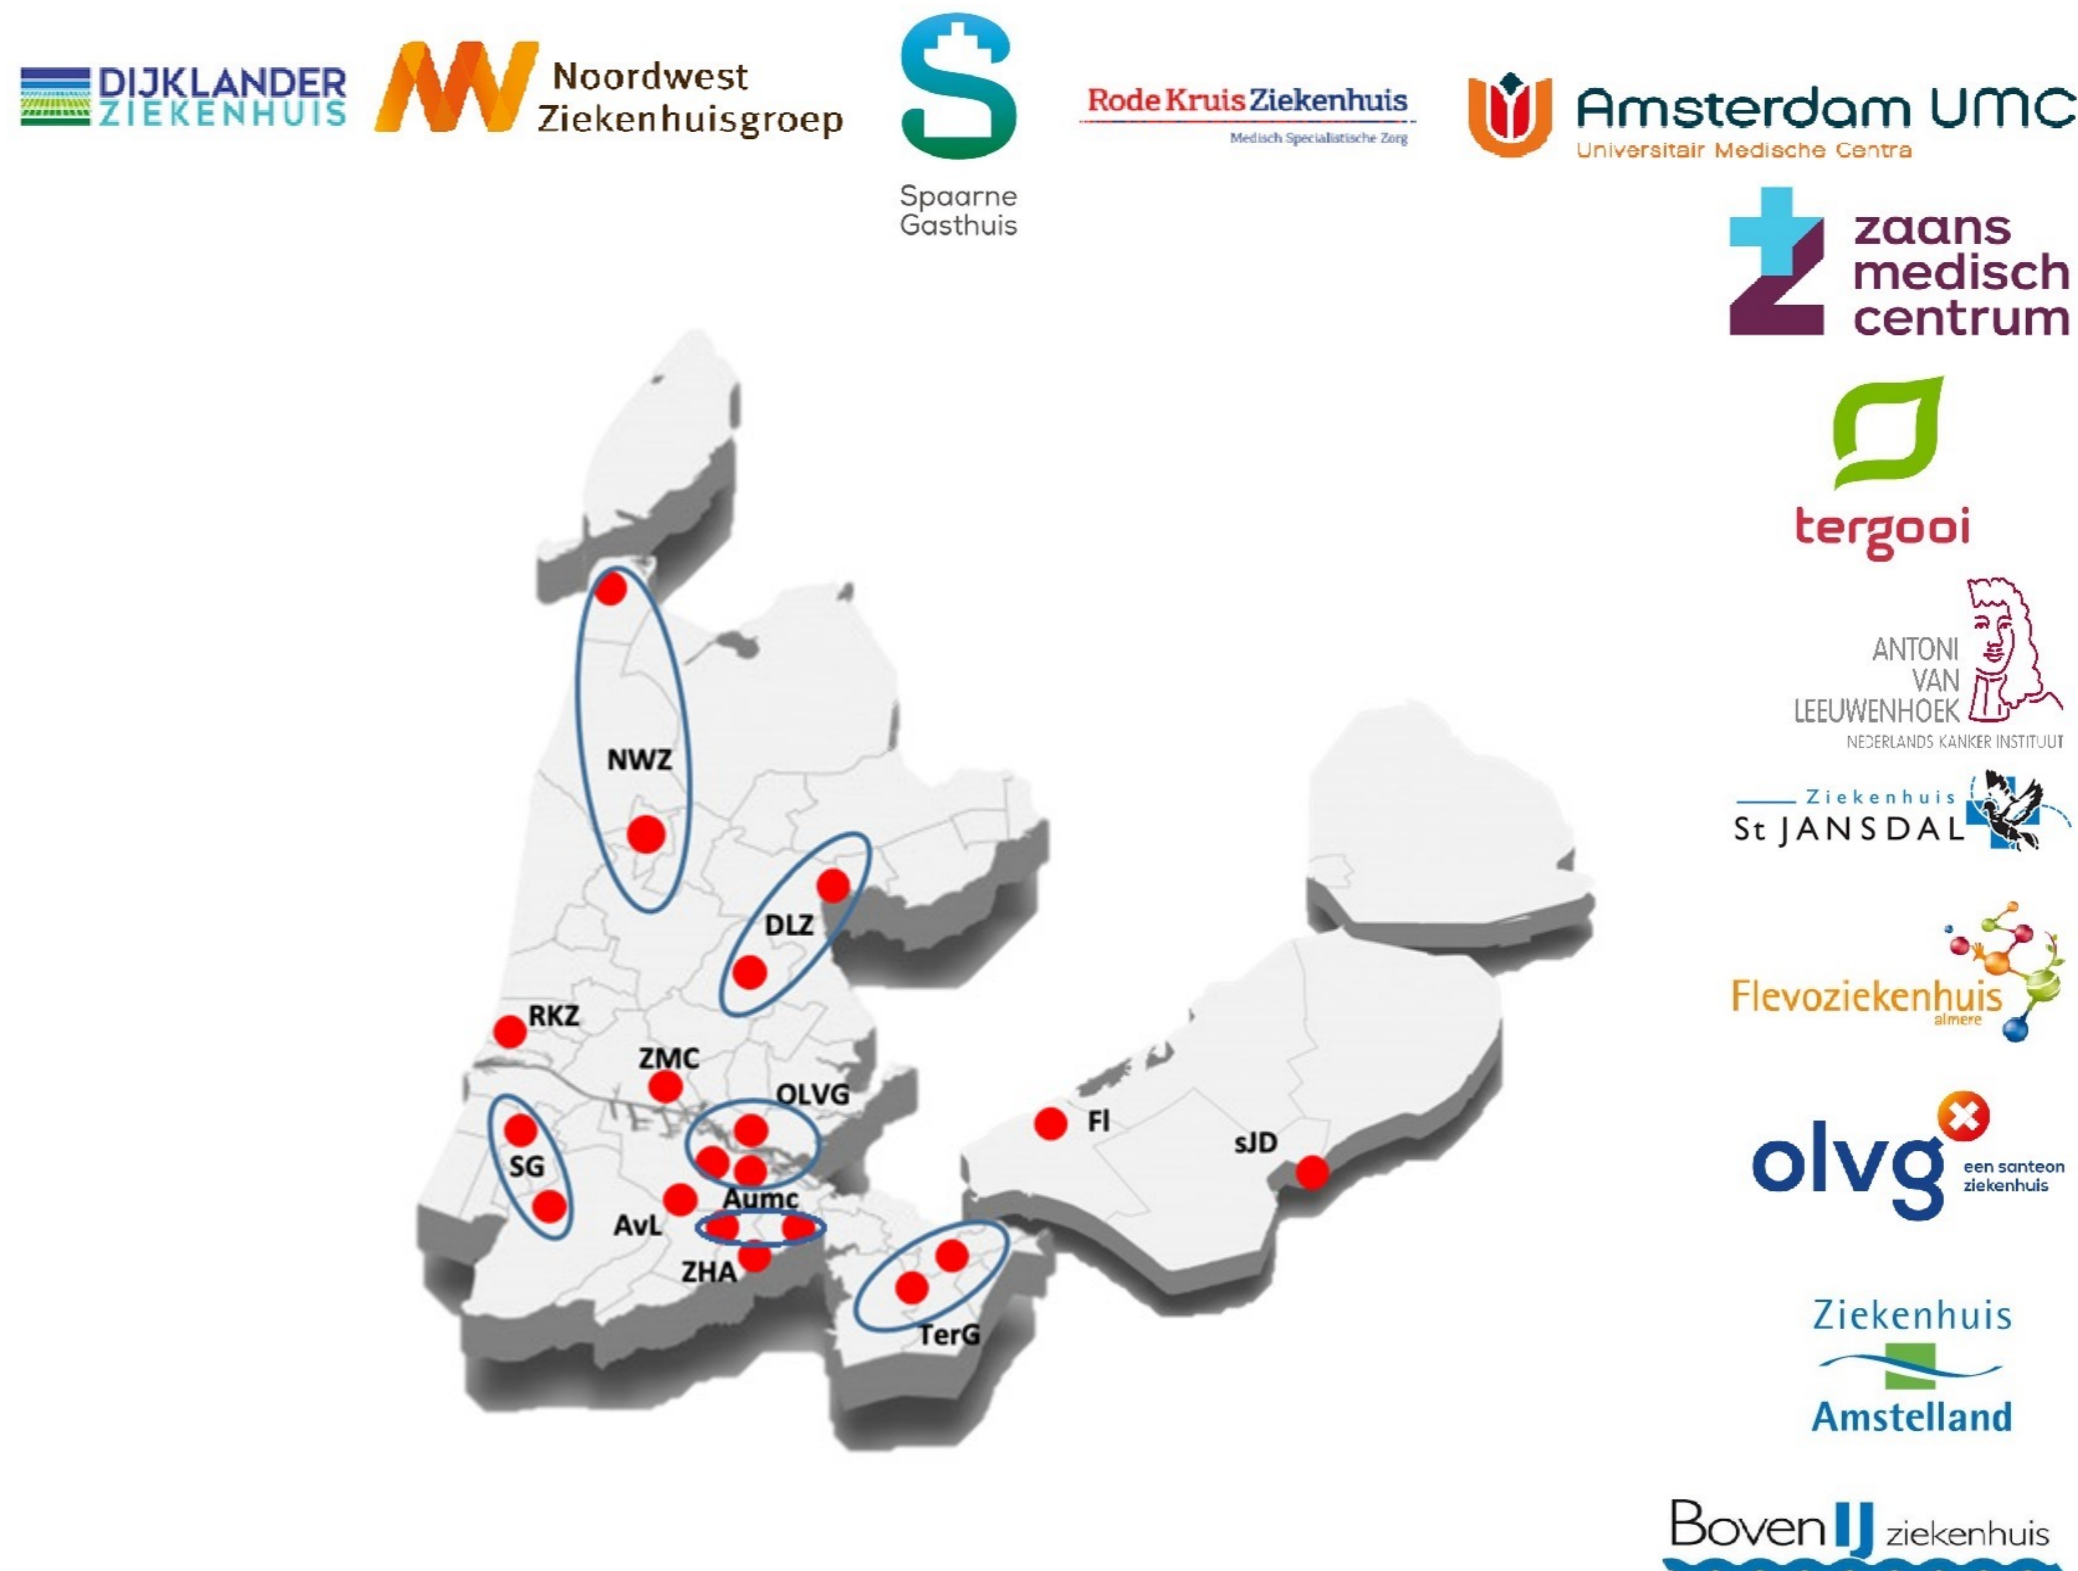 DIJKLANDER
ZIEKENHUIS
Noordwest
Ziekenhuisgroep
Spaarne
Gasthuis
Rode Kruis Ziekenhuis
Medisch Specialistische Zorg
Amsterdam UMC
Universitair Medische Centra
zaans
medisch
centrum
tergooi
ANTONI
VAN
LEEUWENHOEK
NEDERLANDS KANKER INSTITUUT
Ziekenhuis
St JANSDAL
Flevoziekenhuis
almere
olvg
een santeon
ziekenhuis
Ziekenhuis
Amstelland
BovenIJ ziekenhuis
NWZ
DLZ
RKZ
ZMC
OLVG
SG
Aumc
AvL
ZHA
TerG
Fl
sJD